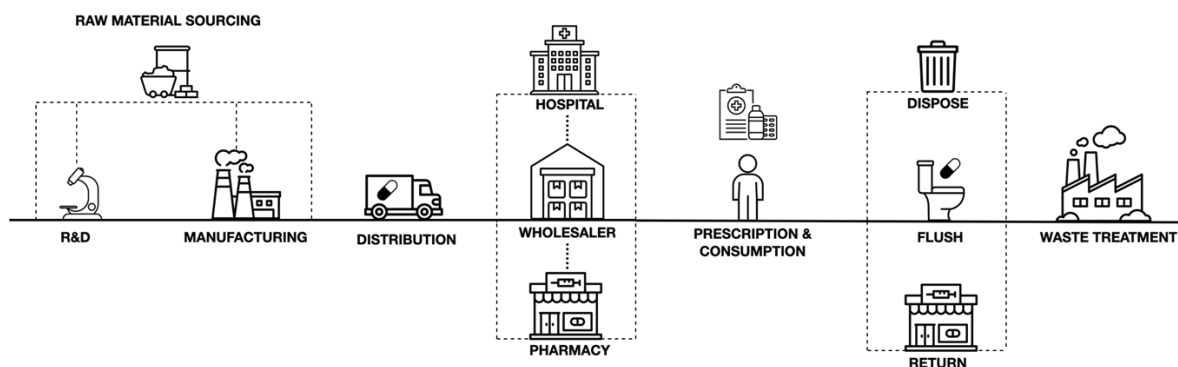 RAW MATERIAL SOURCING
R&D
MANUFACTURING
DISTRIBUTION
HOSPITAL
WHOLESALER
PHARMACY
PRESCRIPTION &
CONSUMPTION
DISPOSE
FLUSH
RETURN
WASTE TREATMENT